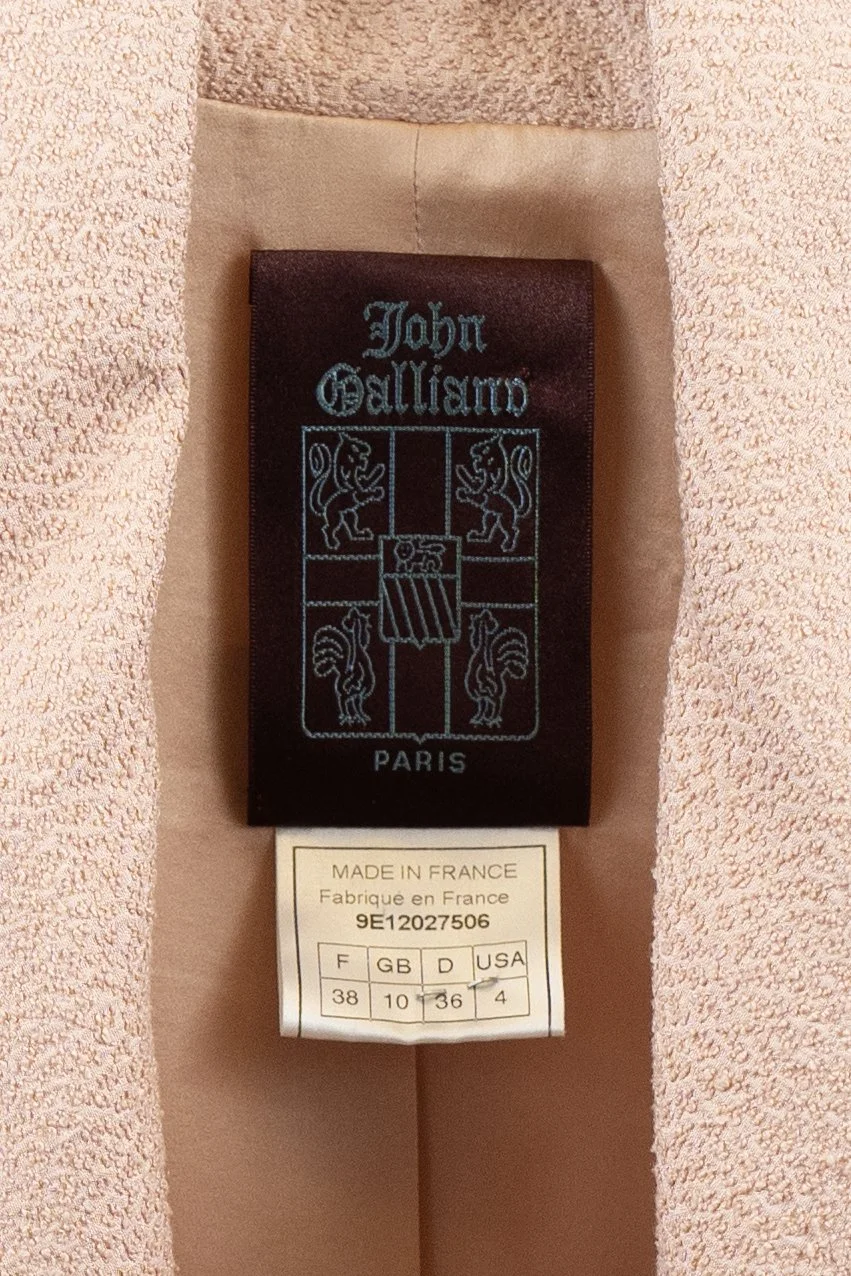 John
Galliano
PARIS
MADE IN FRANCE
Fabriqué en France
9E12027506
F GB D USA
38 10 36 4